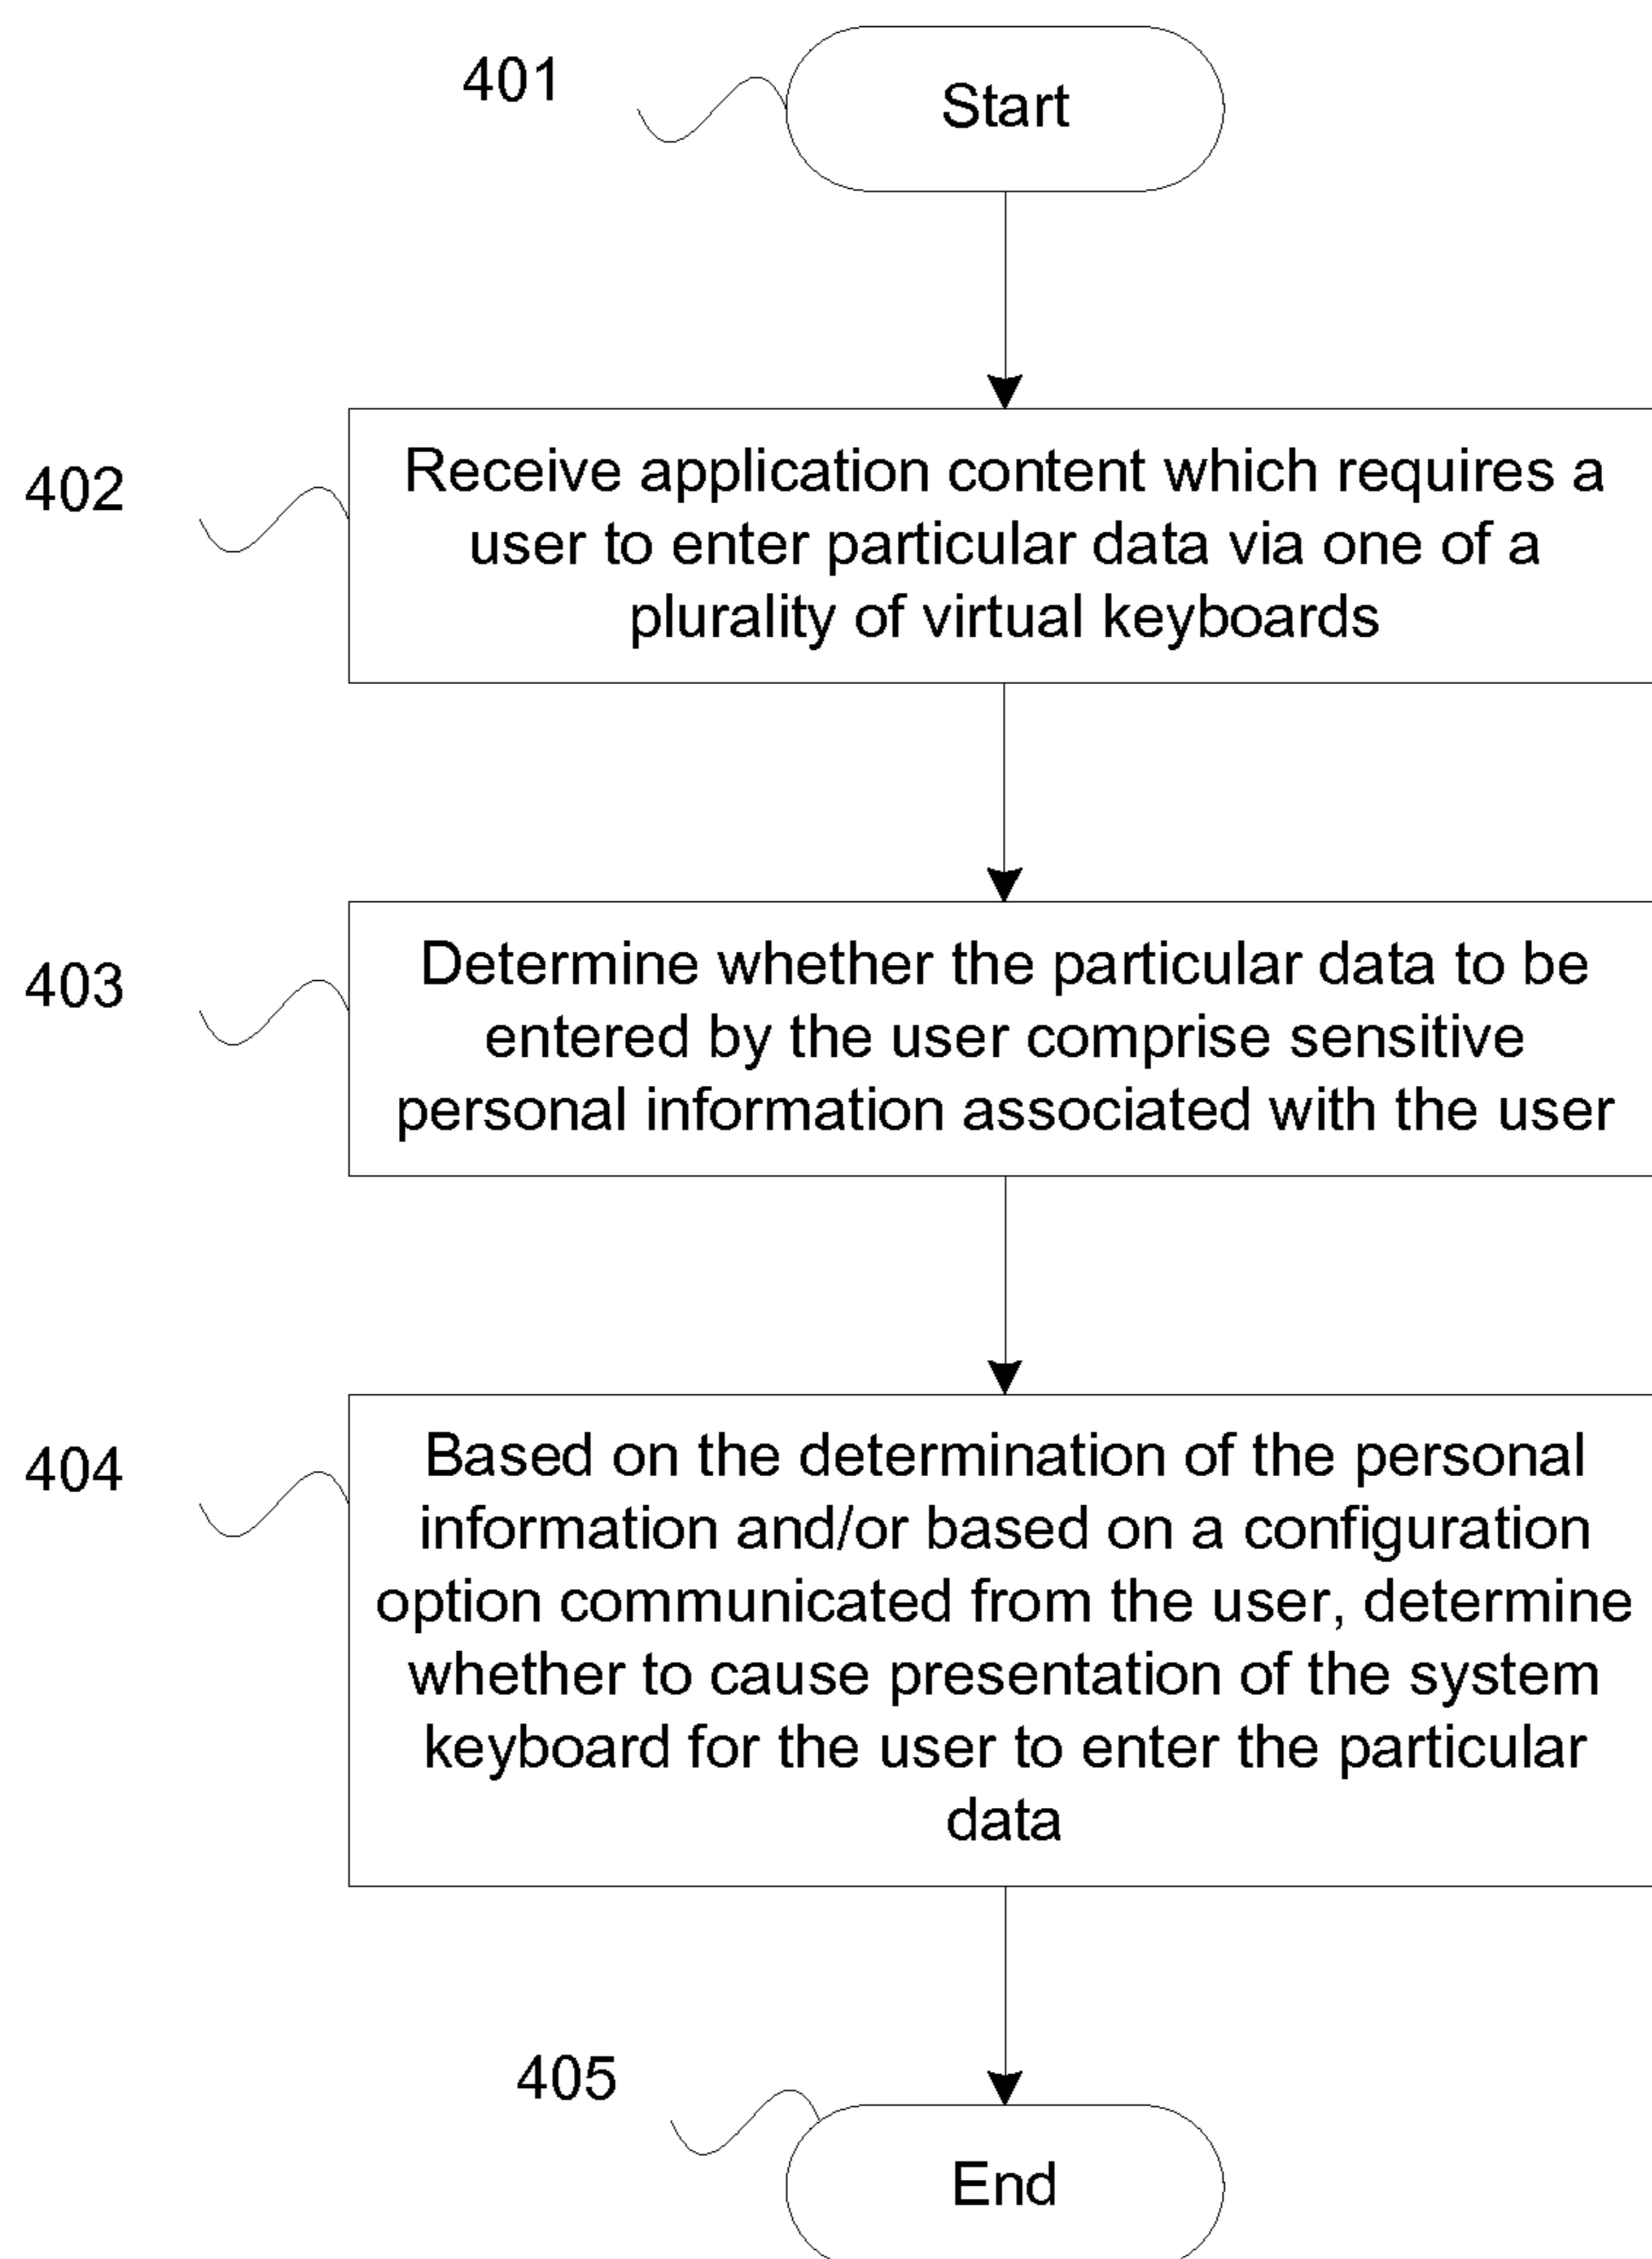 401
Start
402
Receive application content which requires a
user to enter particular data via one of a
plurality of virtual keyboards
403
Determine whether the particular data to be
entered by the user comprise sensitive
personal information associated with the user
404
Based on the determination of the personal
information and/or based on a configuration
option communicated from the user, determine
whether to cause presentation of the system
keyboard for the user to enter the particular
data
405
End